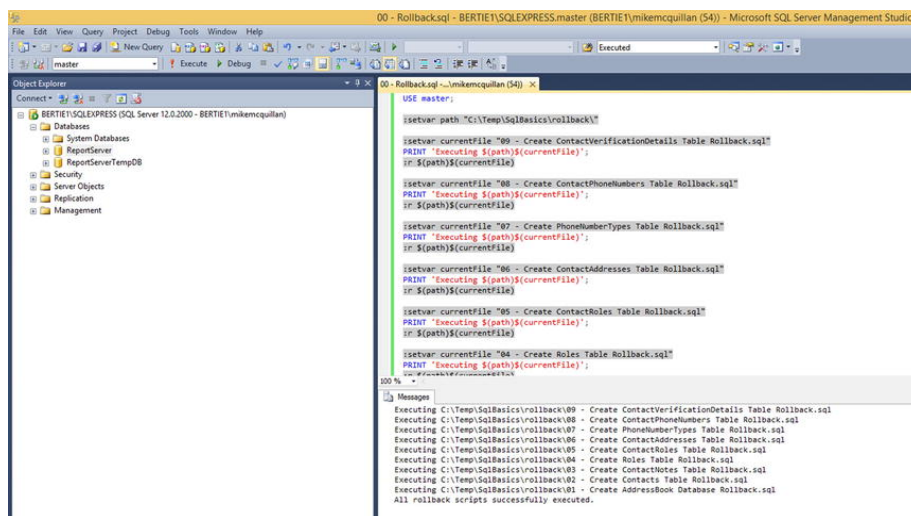 00 - Rollback.sql - BERTIE1\SQLEXPRESS.master (BERTIE1\mikemcquillan (54)) - Microsoft SQL Server Management Studio
File Edit View Query Project Debug Tools Window Help
New Query
Executed
master
Execute
Debug
Object Explorer
Connect
BERTIE1\SQLEXPRESS (SQL Server 12.0.2000 - BERTIE1\mikemcquillan)
Databases
System Databases
ReportServer
ReportServerTempDB
Security
Server Objects
Replication
Management
00 - Rollback.sql -...\mikemcquillan (54))
USE master;
:setvar path "C:\Temp\SqlBasics\rollback\"
:setvar currentFile "09 - Create ContactVerificationDetails Table Rollback.sql"
PRINT 'Executing $(path)$(currentFile)';
:r $(path)$(currentFile)
:setvar currentFile "08 - Create ContactPhoneNumbers Table Rollback.sql"
PRINT 'Executing $(path)$(currentFile)';
:r $(path)$(currentFile)
:setvar currentFile "07 - Create PhoneNumberTypes Table Rollback.sql"
PRINT 'Executing $(path)$(currentFile)';
:r $(path)$(currentFile)
:setvar currentFile "06 - Create ContactAddresses Table Rollback.sql"
PRINT 'Executing $(path)$(currentFile)';
:r $(path)$(currentFile)
:setvar currentFile "05 - Create ContactRoles Table Rollback.sql"
PRINT 'Executing $(path)$(currentFile)';
:r $(path)$(currentFile)
:setvar currentFile "04 - Create Roles Table Rollback.sql"
PRINT 'Executing $(path)$(currentFile)';
:r $(path)$(currentFile)
100 %
Messages
Executing C:\Temp\SqlBasics\rollback\09 - Create ContactVerificationDetails Table Rollback.sql
Executing C:\Temp\SqlBasics\rollback\08 - Create ContactPhoneNumbers Table Rollback.sql
Executing C:\Temp\SqlBasics\rollback\07 - Create PhoneNumberTypes Table Rollback.sql
Executing C:\Temp\SqlBasics\rollback\06 - Create ContactAddresses Table Rollback.sql
Executing C:\Temp\SqlBasics\rollback\05 - Create ContactRoles Table Rollback.sql
Executing C:\Temp\SqlBasics\rollback\04 - Create Roles Table Rollback.sql
Executing C:\Temp\SqlBasics\rollback\03 - Create ContactNotes Table Rollback.sql
Executing C:\Temp\SqlBasics\rollback\02 - Create Contacts Table Rollback.sql
Executing C:\Temp\SqlBasics\rollback\01 - Create AddressBook Database Rollback.sql
All rollback scripts successfully executed.